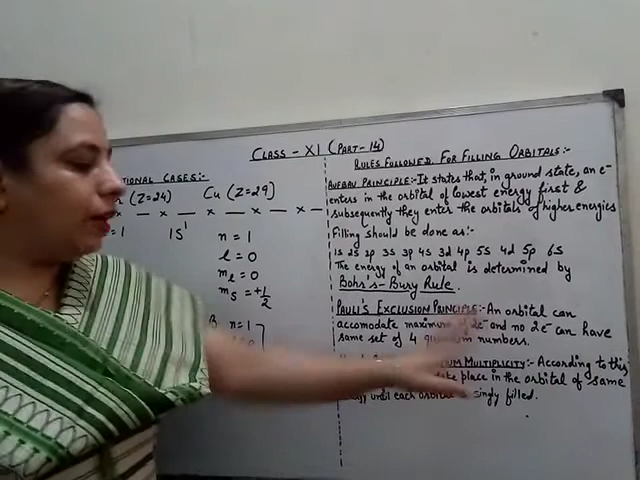 CLASS - XI (PART-14)
TIONAL CASES:-
(Z=24) Cu (Z=29)
x — x — x — x — x —
=1 1S¹
n = 1
l = 0
mℓ = 0
ms = +1/2
n=1
RULES FOLLOWED FOR FILLING ORBITALS:-
AUFBAU PRINCIPLE:- It states that, in ground state, an e⁻
enters in the orbital of lowest energy first &
subsequently they enter the orbitals of higher energies
Filling should be done as:-
1s 2s 2p 3s 3p 4s 3d 4p 5s 4d 5p 6s
The energy of an orbital is determined by
Bohr's-Bury Rule.
PAULI'S EXCLUSION PRINCIPLE:- An orbital can
accomodate maximum of 2e⁻ and no 2e⁻ can have
same set of 4 quantum numbers.
MULTIPLICITY:- According to this
place in the orbital of same
until each orbital is singly filled.